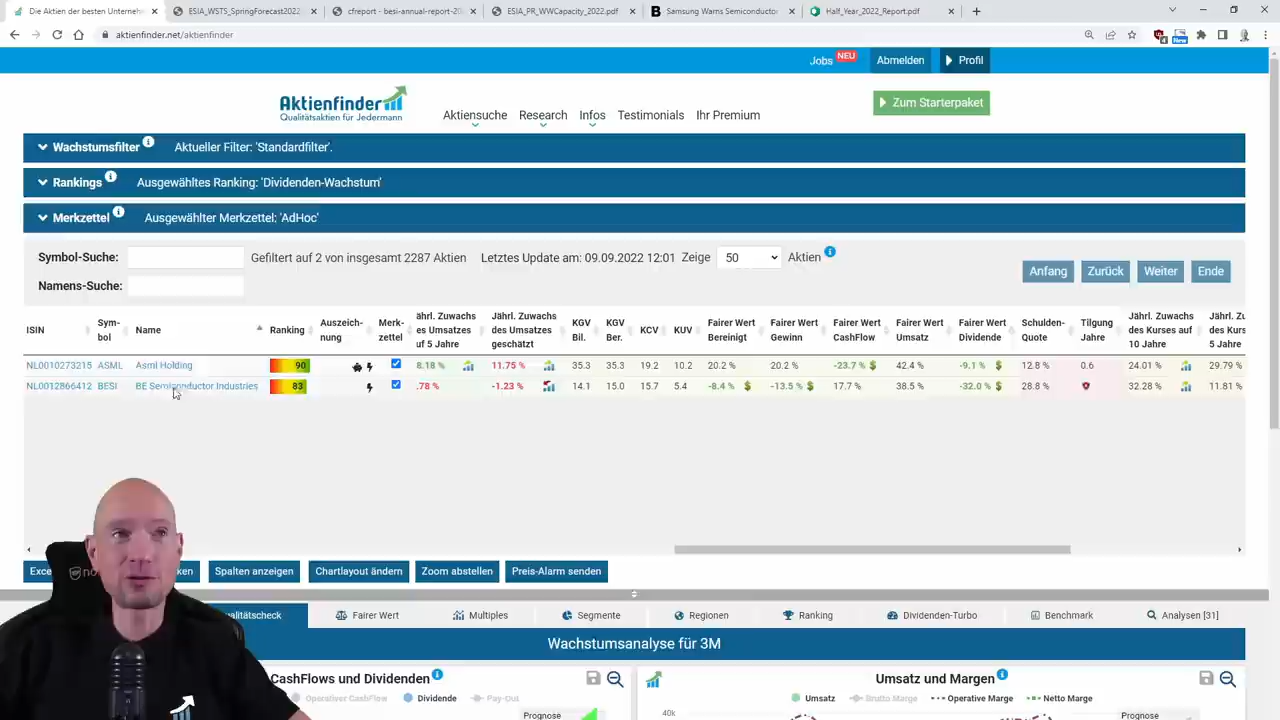 Die Aktien der besten Unterneh
ESIA_WSTS_SpringForecast2022
cfreport - besi-annual-report-20
ESIA_PR_WWCapacity_2022.pdf
Samsung Warns Semiconductor
Half_Year_2022_Report.pdf
aktienfinder.net/aktienfinder
New
Jobs NEU
Abmelden
Profil
Aktienfinder
Qualitätsaktien für Jedermann
Aktiensuche
Research
Infos
Testimonials
Ihr Premium
Zum Starterpaket
Wachstumsfilter Aktueller Filter: 'Standardfilter'.
Rankings Ausgewähltes Ranking: 'Dividenden-Wachstum'
Merkzettel Ausgewählter Merkzettel: 'AdHoc'
Symbol-Suche:
Gefiltert auf 2 von insgesamt 2287 Aktien
Letztes Update am: 09.09.2022 12:01
Zeige 50 Aktien
Namens-Suche:
Anfang
Zurück
Weiter
Ende
ISIN
Sym-
bol
Name
Ranking
Auszeich-
nung
Merk-
zettel
ährl. Zuwachs
es Umsatzes
uf 5 Jahre
Jährl. Zuwachs
des Umsatzes
geschätzt
KGV
Bil.
KGV
Ber.
KCV
KUV
Fairer Wert
Bereinigt
Fairer Wert
Gewinn
Fairer Wert
CashFlow
Fairer Wert
Umsatz
Fairer Wert
Dividende
Schulden-
Quote
Tilgung
Jahre
Jährl. Zuwachs
des Kurses auf
10 Jahre
Jährl. Zuw
des Kurses
5 Jahre
NL0010273215 ASML Asml Holding 90 8.18 % 11.75 % 35.3 35.3 19.2 10.2 20.2 % 20.2 % -23.7 % 42.4 % -9.1 % 12.8 % 0.6 24.01 % 29.79 %
NL0012866412 BESI BE Semiconductor Industries 83 .78 % -1.23 % 14.1 15.0 15.7 5.4 -8.4 % -13.5 % 17.7 % 38.5 % -32.0 % 28.8 % 32.28 % 11.81 %
Exce
ken
Spalten anzeigen
Chartlayout ändern
Zoom abstellen
Preis-Alarm senden
ualitätscheck
Fairer Wert
Multiples
Segmente
Regionen
Ranking
Dividenden-Turbo
Benchmark
Analysen [31]
Wachstumsanalyse für 3M
CashFlows und Dividenden
Operativer CashFlow
Dividende
Pay-Out
Prognose
Umsatz und Margen
Umsatz
Brutto Marge
Operative Marge
Netto Marge
40k
Prognose